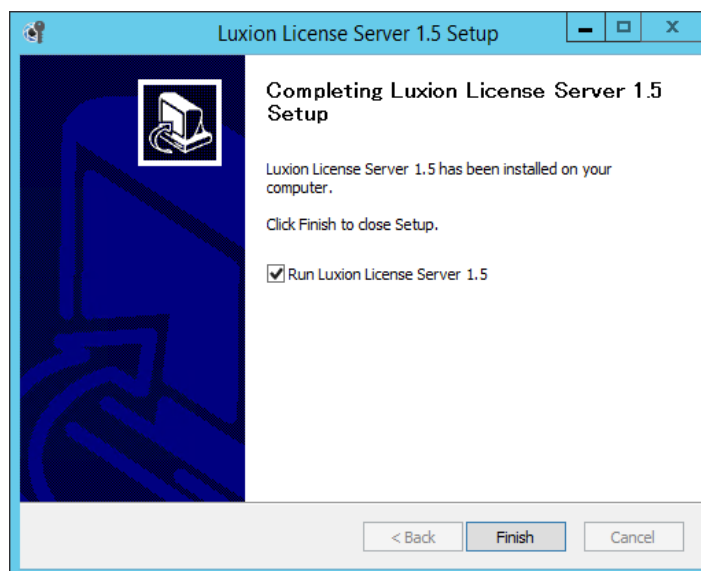 Luxion License Server 1.5 Setup
Completing Luxion License Server 1.5
Setup
Luxion License Server 1.5 has been installed on your
computer.
Click Finish to close Setup.
Run Luxion License Server 1.5
< Back
Finish
Cancel